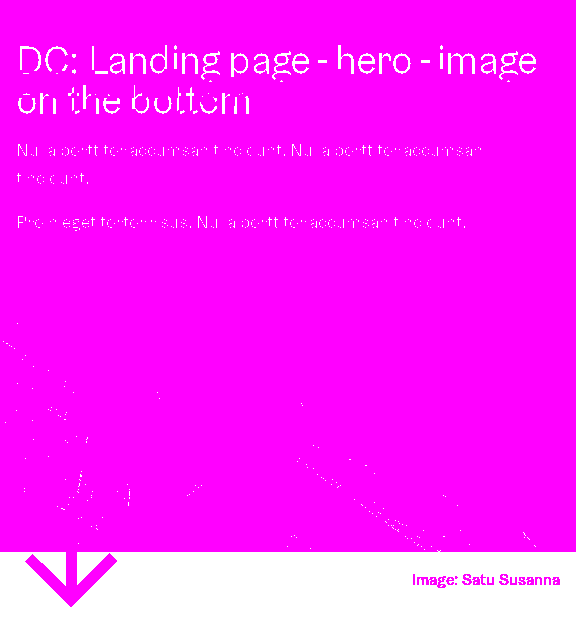 DC: Landing page - hero - image
on the bottom
Nulla porttitor accumsan tincidunt. Nulla porttitor accumsan
tincidunt.
Proin eget tortor risus. Nulla porttitor accumsan tincidunt.
Image: Satu Susanna